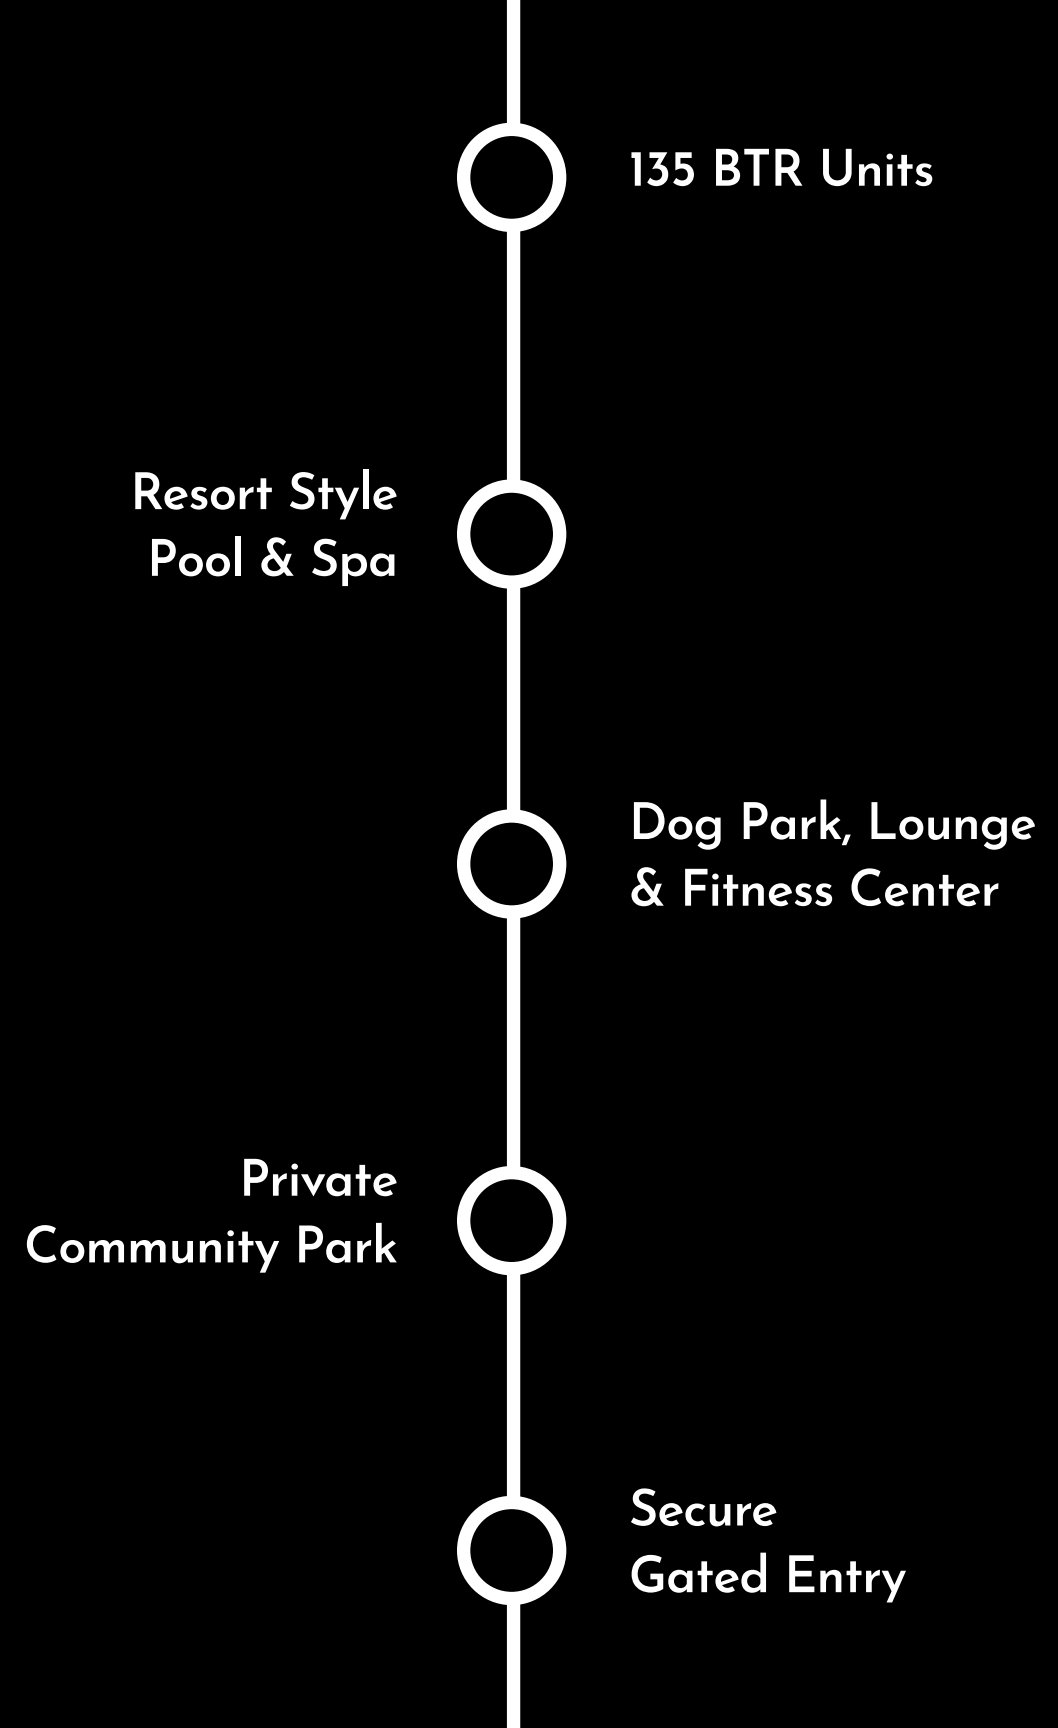 135 BTR Units
Resort Style
Pool & Spa
Dog Park, Lounge
& Fitness Center
Private
Community Park
Secure
Gated Entry